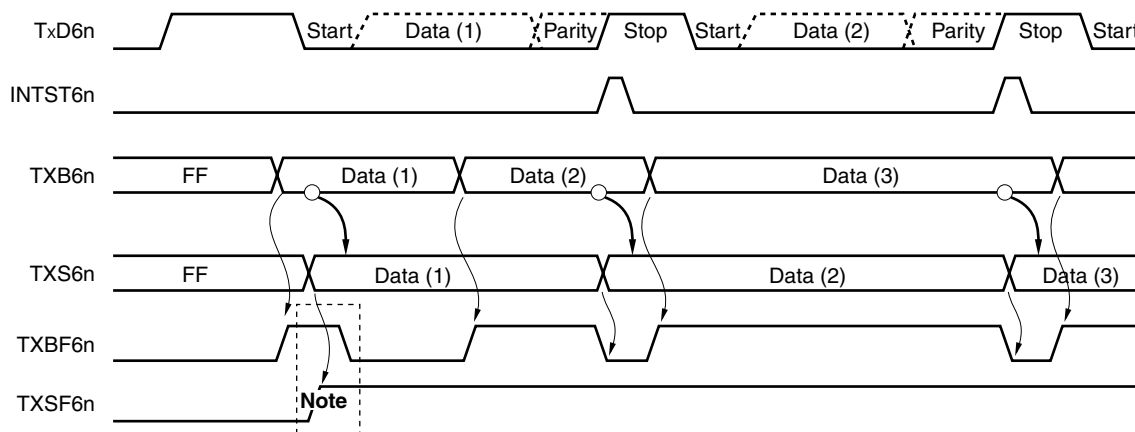 TxD6n Start Data (1) Parity Stop Start Data (2) Parity Stop Start
INTST6n
TXB6n FF Data (1) Data (2) Data (3)
TXS6n FF Data (1) Data (2) Data (3)
TXBF6n
TXSF6n Note